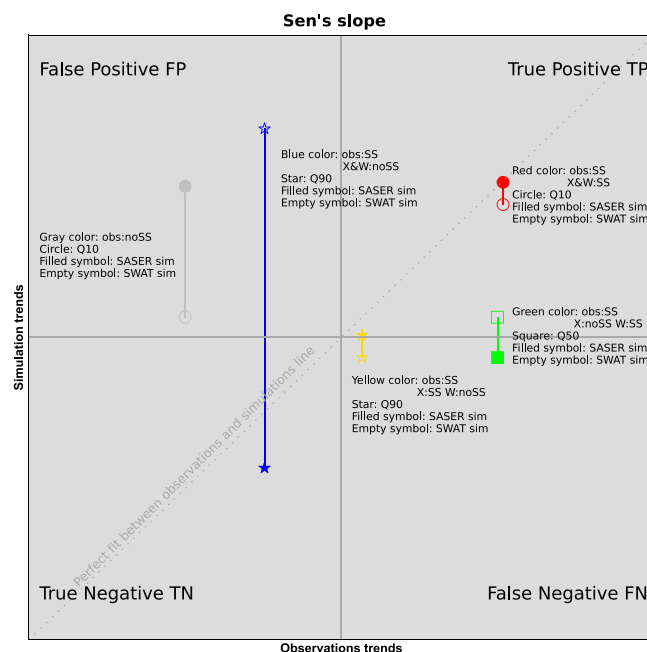 Sen's slope
False Positive FP
True Positive TP
Blue color: obs:SS
X&W:noSS
Star: Q90
Filled symbol: SASER sim
Empty symbol: SWAT sim
Red color: obs:SS
X&W:SS
Circle: Q10
Filled symbol: SASER sim
Empty symbol: SWAT sim
Gray color: obs:noSS
Circle: Q10
Filled symbol: SASER sim
Empty symbol: SWAT sim
Green color: obs:SS
X:noSS W:SS
Square: Q50
Filled symbol: SASER sim
Empty symbol: SWAT sim
Yellow color: obs:SS
X:SS W:noSS
Star: Q90
Filled symbol: SASER sim
Empty symbol: SWAT sim
Perfect fit between observations and simulations line
True Negative TN
False Negative FN
Simulation trends
Observations trends